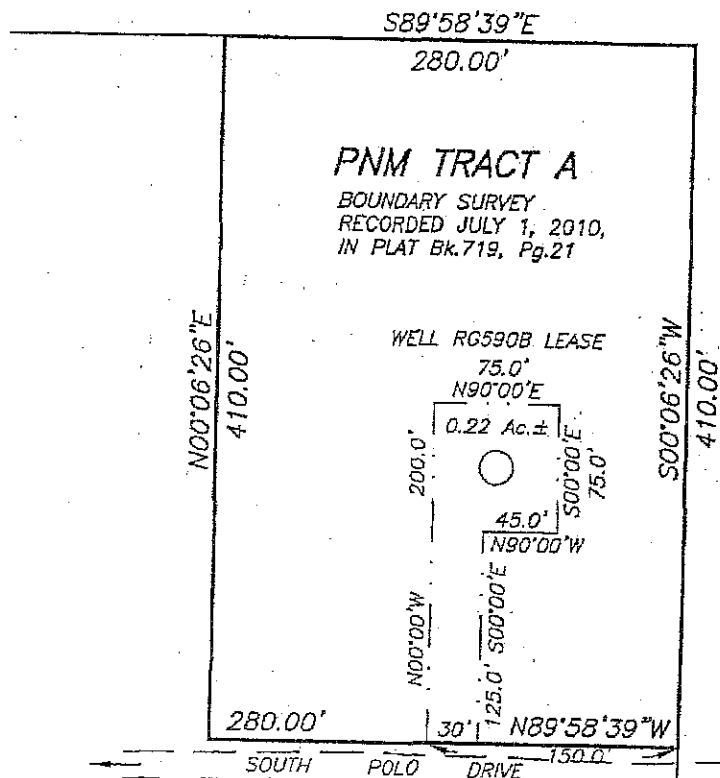 S89°58'39"E
280.00'
PNM TRACT A
BOUNDARY SURVEY
RECORDED JULY 1, 2010,
IN PLAT Bk.719, Pg.21
N00°06'26"E
410.00'
S00°06'26"W
410.00'
WELL RG590B LEASE
75.0'
N90°00'E
0.22 Ac.±
200.0'
S00°00'E
75.0'
45.0'
N90°00'W
N00°00'W
125.0' S00°00'E
280.00'
30'
N89°58'39"W
150.0'
SOUTH POLO DRIVE